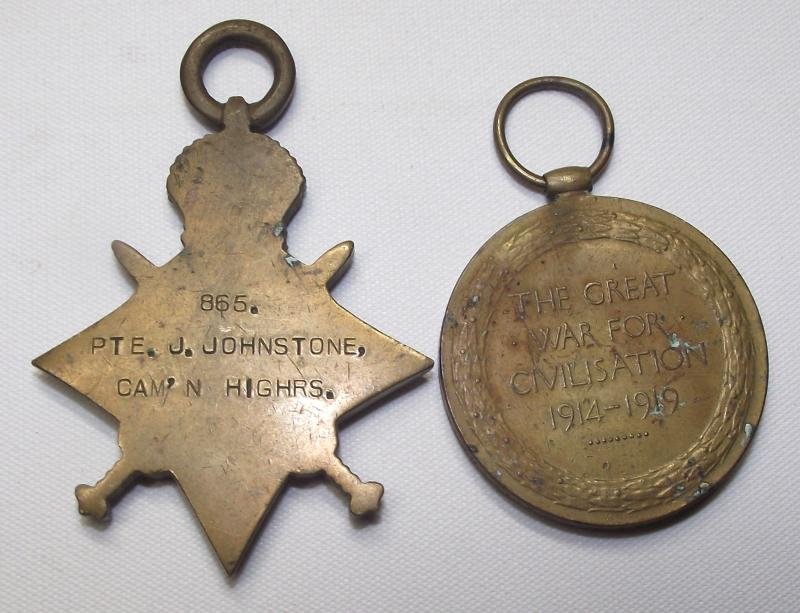 865.
PTE. J. JOHNSTONE,
CAM'N HIGHRS.
THE GREAT
WAR FOR
CIVILISATION
1914-1919